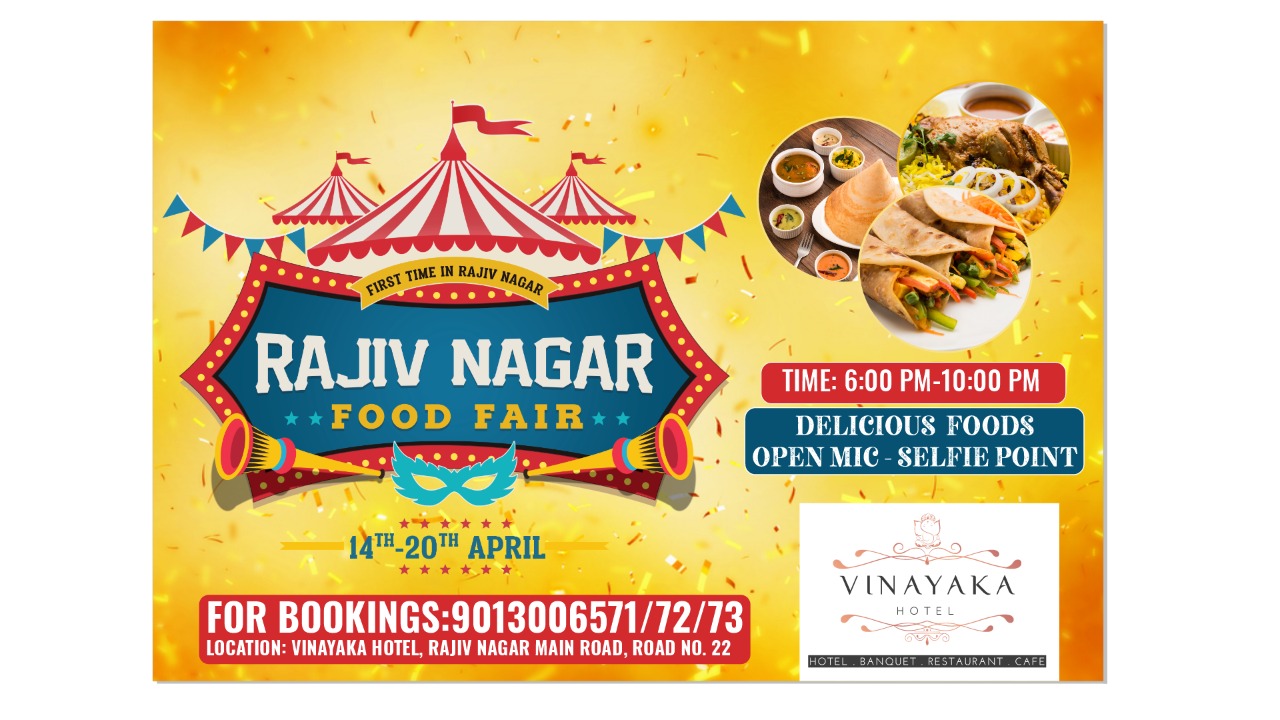 FIRST TIME IN RAJIV NAGAR
RAJIV NAGAR
FOOD FAIR
14TH-20TH APRIL
FOR BOOKINGS:9013006571/72/73
LOCATION: VINAYAKA HOTEL, RAJIV NAGAR MAIN ROAD, ROAD NO. 22
TIME: 6:00 PM-10:00 PM
DELICIOUS FOODS
OPEN MIC - SELFIE POINT
VINAYAKA
HOTEL
HOTEL . BANQUET . RESTAURANT . CAFE